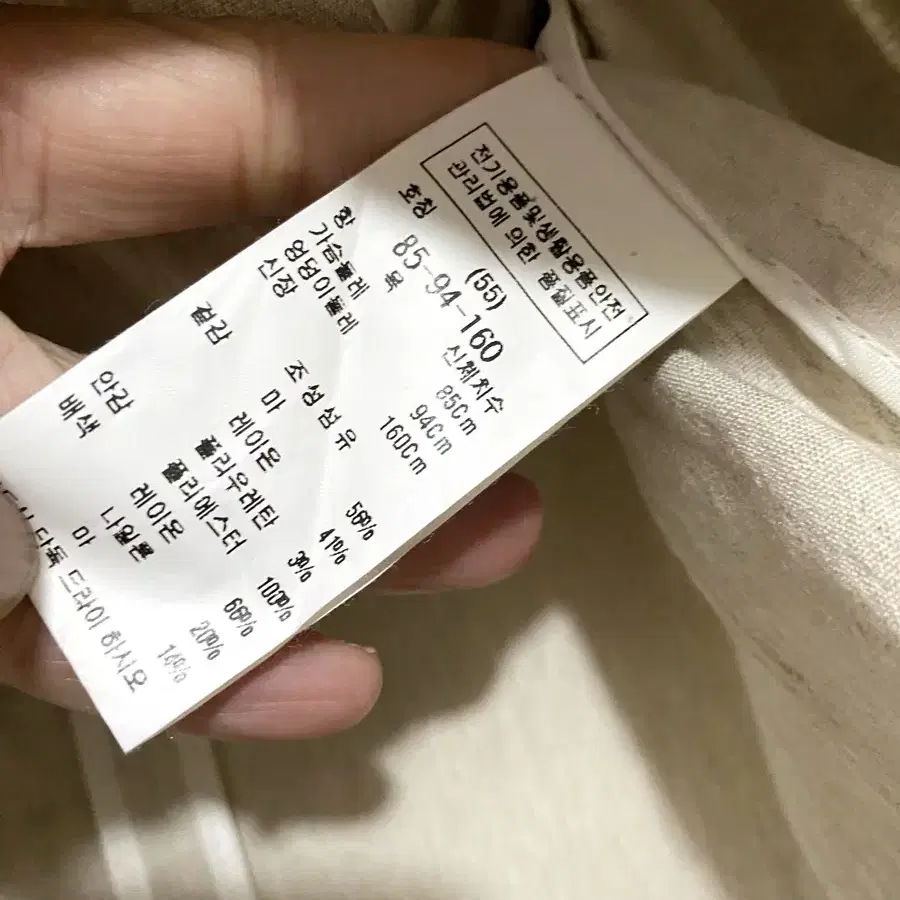 전기용품및생활용품안전
관리법에 의한 품질표시
(55)
호칭 85-94-160
항 목 신체치수
가슴둘레 85Cm
엉덩이둘레 94Cm
신장 160Cm
조성섬유
겉감 마 56%
레이온 41%
폴리우레탄 3%
안감 폴리에스터 100%
배색 레이온 66%
나일론 20%
마 14%
단독 드라이 하시오